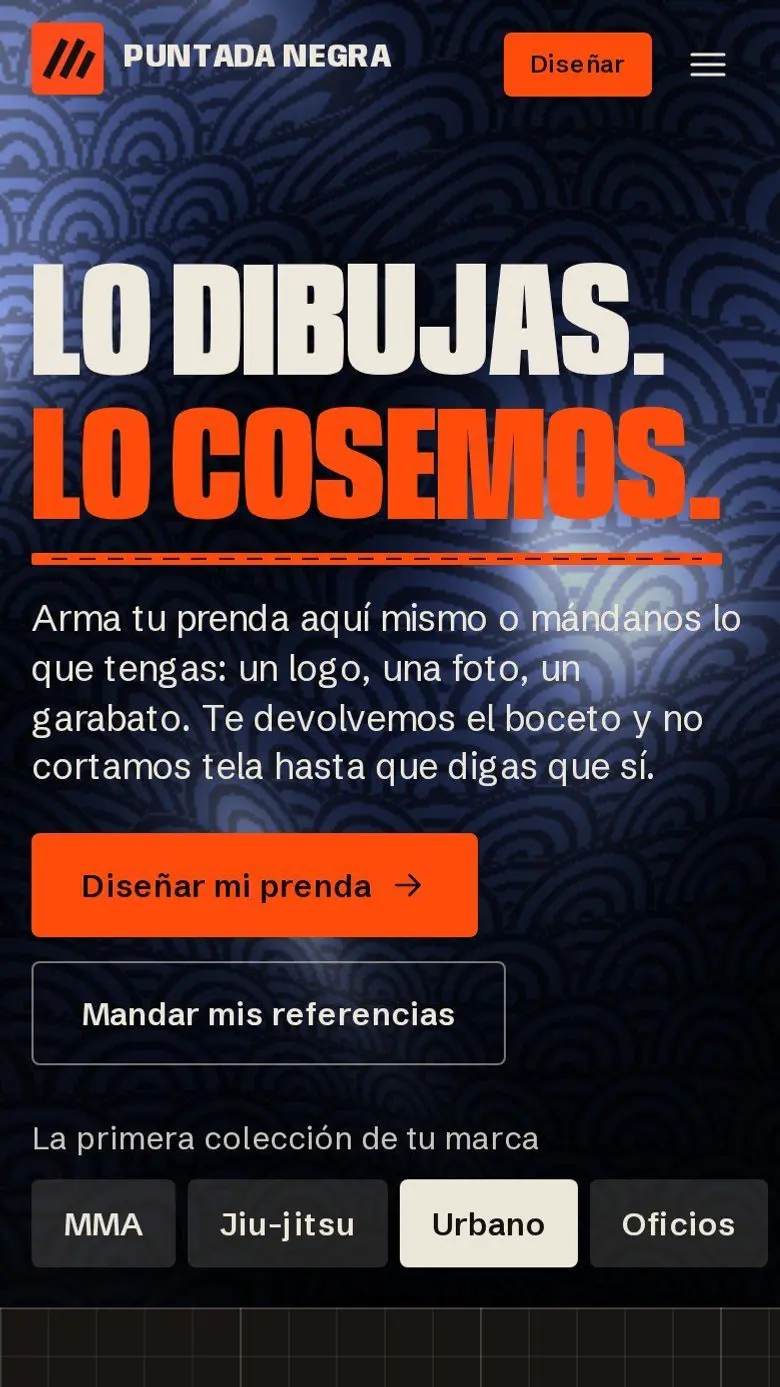 PUNTADA NEGRA
Diseñar
LO DIBUJAS.
LO COSEMOS.
Arma tu prenda aquí mismo o mándanos lo
que tengas: un logo, una foto, un
garabato. Te devolvemos el boceto y no
cortamos tela hasta que digas que sí.
Diseñar mi prenda →
Mandar mis referencias
La primera colección de tu marca
MMA
Jiu-jitsu
Urbano
Oficios